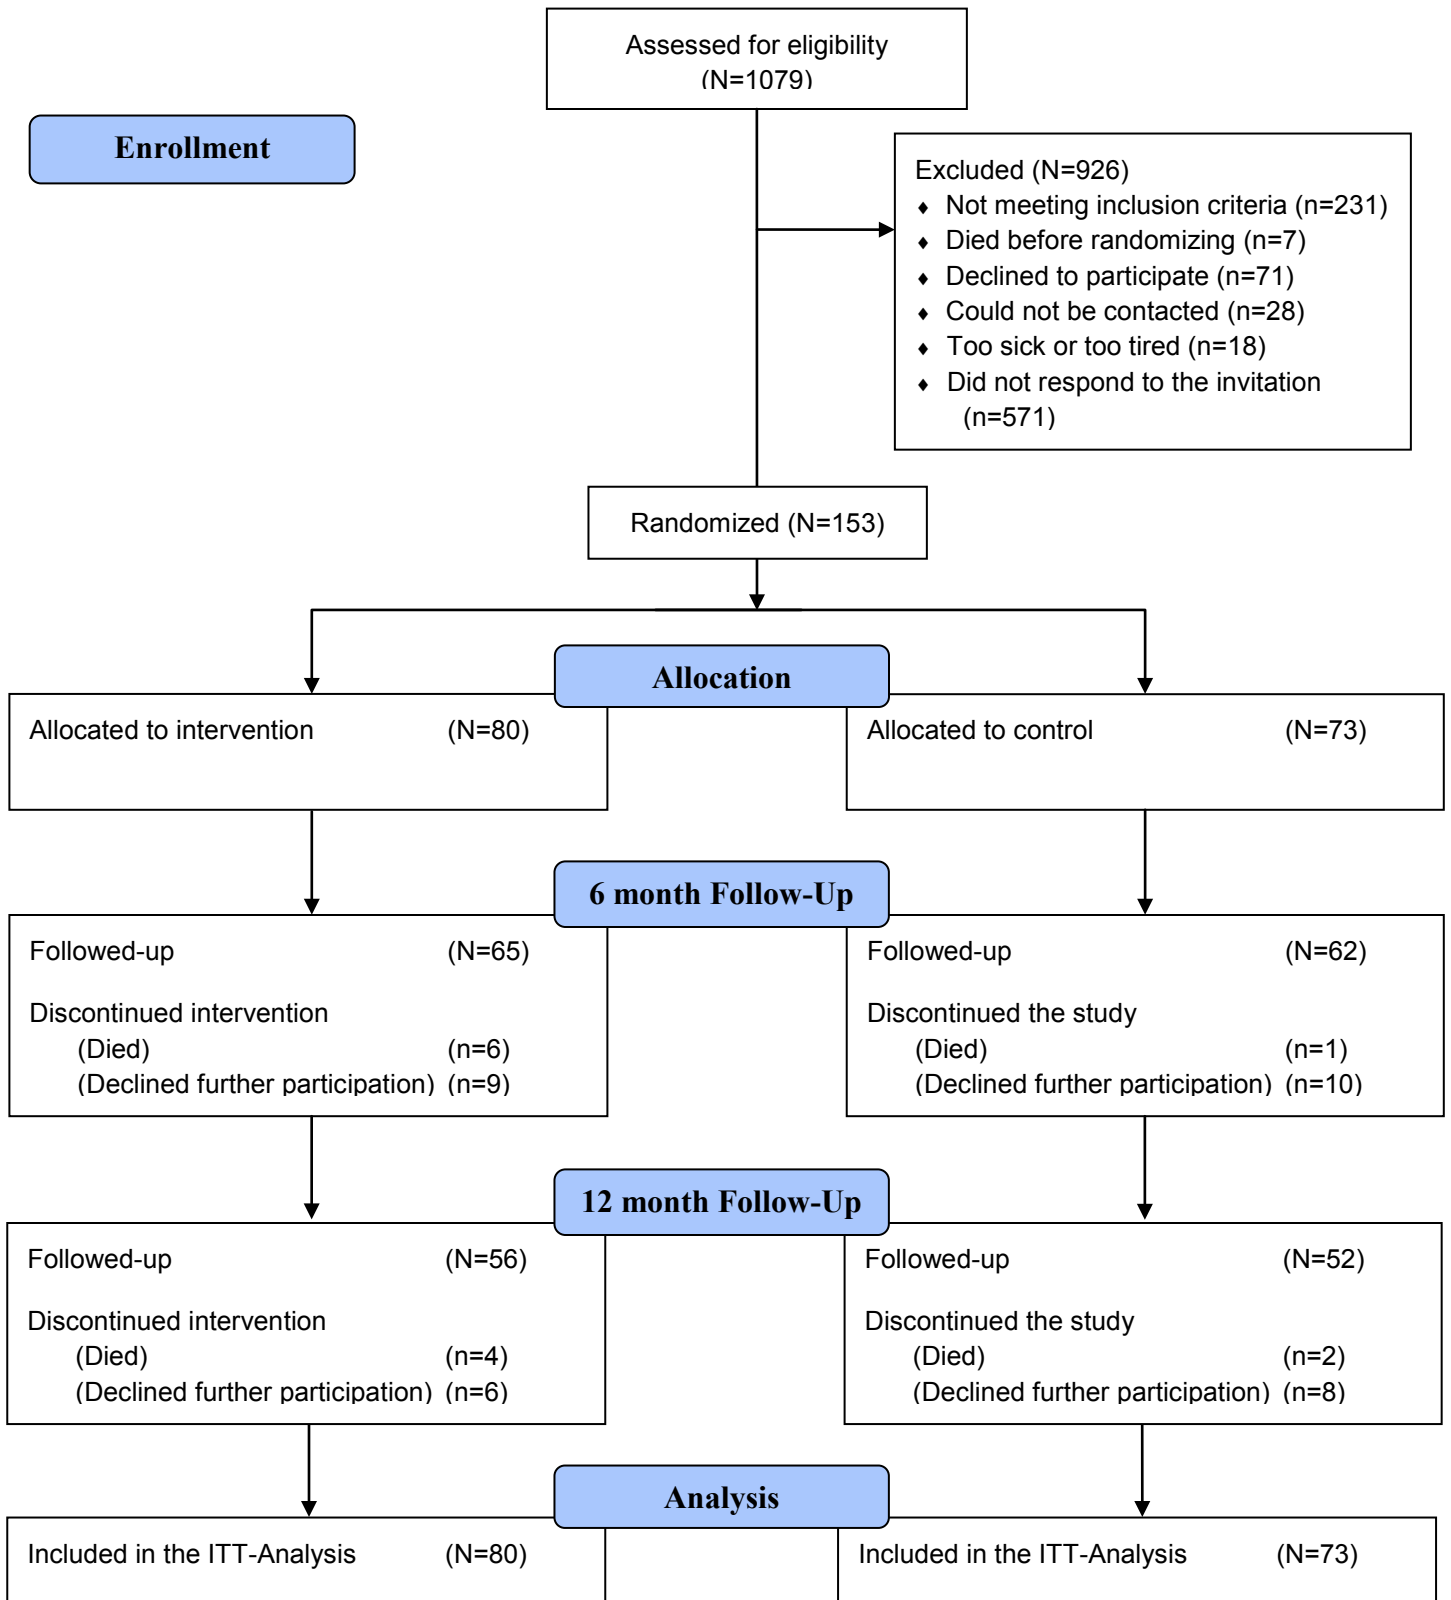 Assessed for eligibility
(N=1079)
Enrollment
Excluded (N=926)
♦ Not meeting inclusion criteria (n=231)
♦ Died before randomizing (n=7)
♦ Declined to participate (n=71)
♦ Could not be contacted (n=28)
♦ Too sick or too tired (n=18)
♦ Did not respond to the invitation
(n=571)
Randomized (N=153)
Allocation
Allocated to intervention (N=80)
Allocated to control (N=73)
6 month Follow-Up
Followed-up (N=65)
Discontinued intervention
(Died) (n=6)
(Declined further participation) (n=9)
Followed-up (N=62)
Discontinued the study
(Died) (n=1)
(Declined further participation) (n=10)
12 month Follow-Up
Followed-up (N=56)
Discontinued intervention
(Died) (n=4)
(Declined further participation) (n=6)
Followed-up (N=52)
Discontinued the study
(Died) (n=2)
(Declined further participation) (n=8)
Analysis
Included in the ITT-Analysis (N=80)
Included in the ITT-Analysis (N=73)